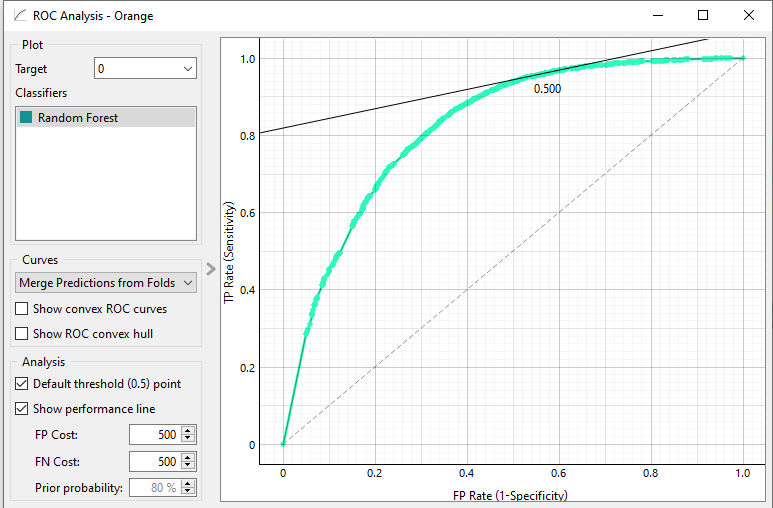 ROC Analysis - Orange
Plot
Target 0
Classifiers
Random Forest
Curves
Merge Predictions from Folds
Show convex ROC curves
Show ROC convex hull
Analysis
Default threshold (0.5) point
Show performance line
FP Cost: 500
FN Cost: 500
Prior probability: 80 %
TP Rate (Sensitivity)
1.0
0.8
0.6
0.4
0.2
0
0.500
0 0.2 0.4 0.6 0.8 1.0
FP Rate (1-Specificity)